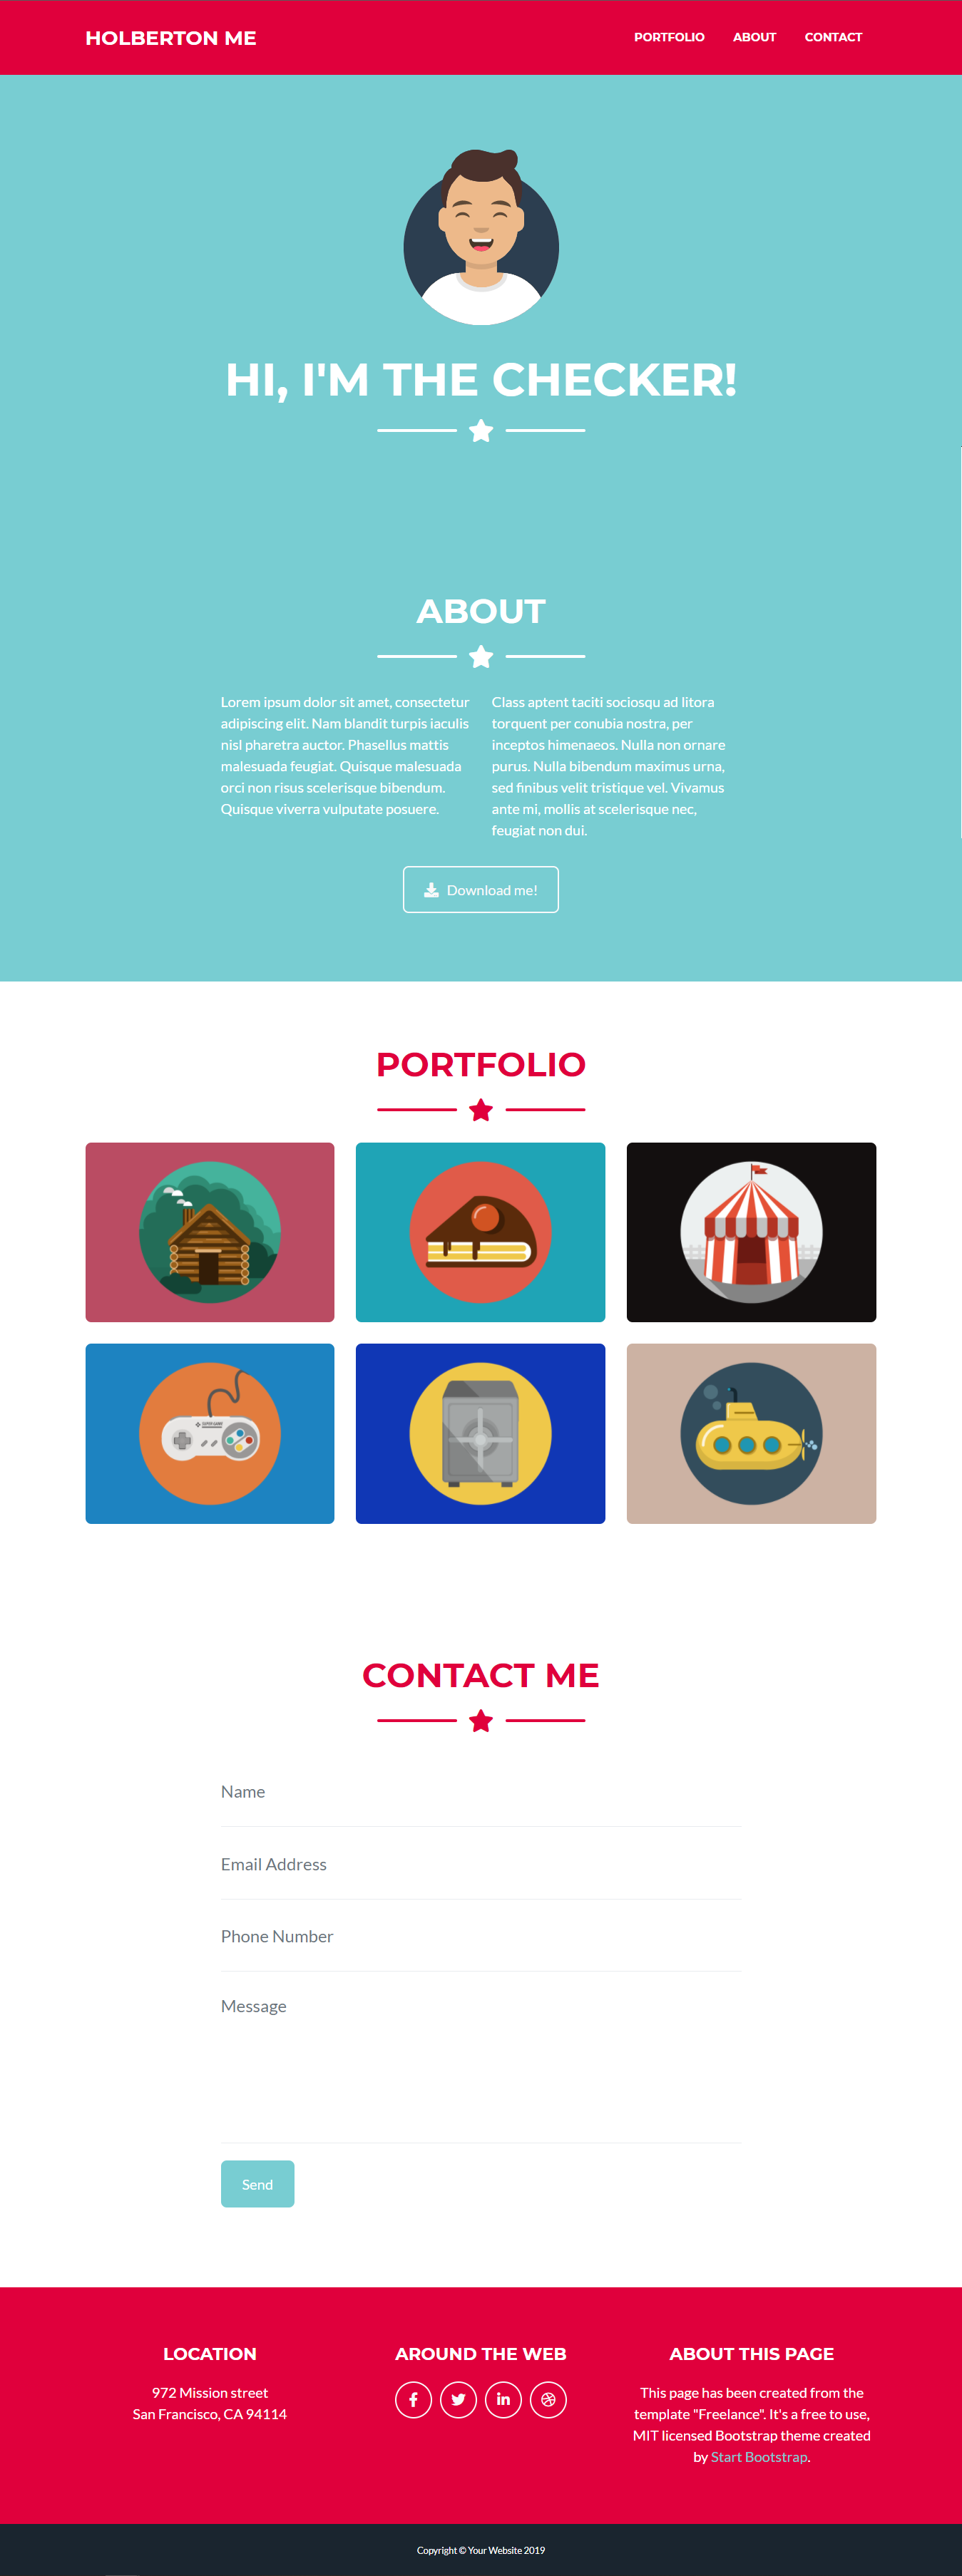 HOLBERTON ME
PORTFOLIO
ABOUT
CONTACT
HI, I'M THE CHECKER!
ABOUT
Lorem ipsum dolor sit amet, consectetur
adipiscing elit. Nam blandit turpis iaculis
nisl pharetra auctor. Phasellus mattis
malesuada feugiat. Quisque malesuada
orci non risus scelerisque bibendum.
Quisque viverra vulputate posuere.
Class aptent taciti sociosqu ad litora
torquent per conubia nostra, per
inceptos himenaeos. Nulla non ornare
purus. Nulla bibendum maximus urna,
sed finibus velit tristique vel. Vivamus
ante mi, mollis at scelerisque nec,
feugiat non dui.
Download me!
PORTFOLIO
CONTACT ME
Name
Email Address
Phone Number
Message
Send
LOCATION
972 Mission street
San Francisco, CA 94114
AROUND THE WEB
ABOUT THIS PAGE
This page has been created from the
template "Freelance". It's a free to use,
MIT licensed Bootstrap theme created
by Start Bootstrap.
Copyright © Your Website 2019